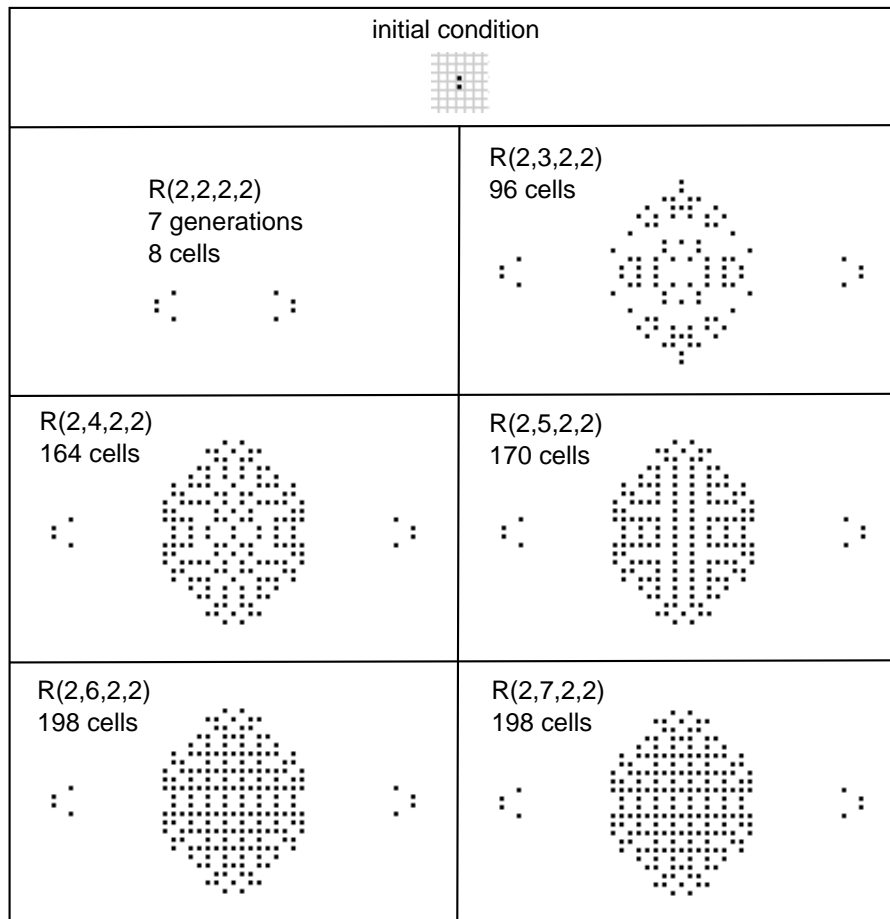 initial condition
R(2,2,2,2)
7 generations
8 cells
R(2,3,2,2)
96 cells
R(2,4,2,2)
164 cells
R(2,5,2,2)
170 cells
R(2,6,2,2)
198 cells
R(2,7,2,2)
198 cells